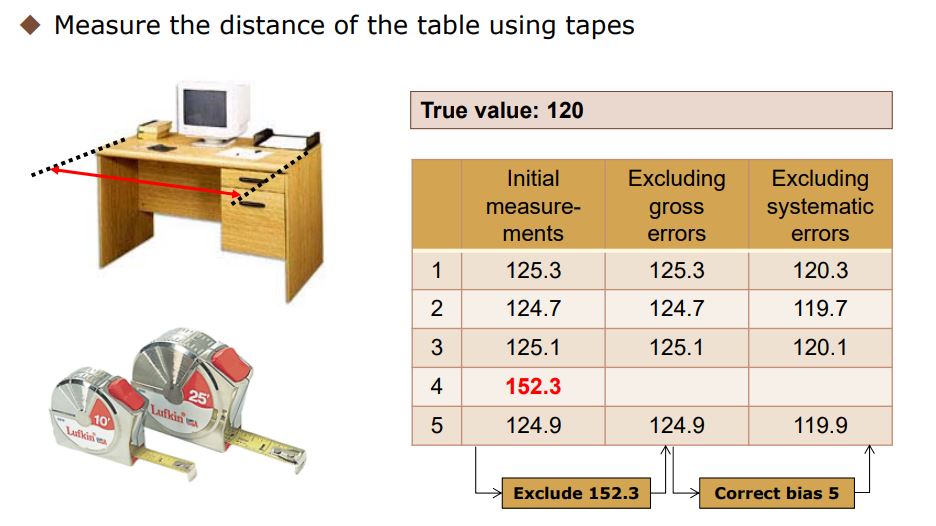 Measure the distance of the table using tapes
True value: 120
Initial measure-ments Excluding gross errors Excluding systematic errors
1 125.3 125.3 120.3
2 124.7 124.7 119.7
3 125.1 125.1 120.1
4 152.3
5 124.9 124.9 119.9
Exclude 152.3 Correct bias 5
10'
Lufkin
25'
Lufkin